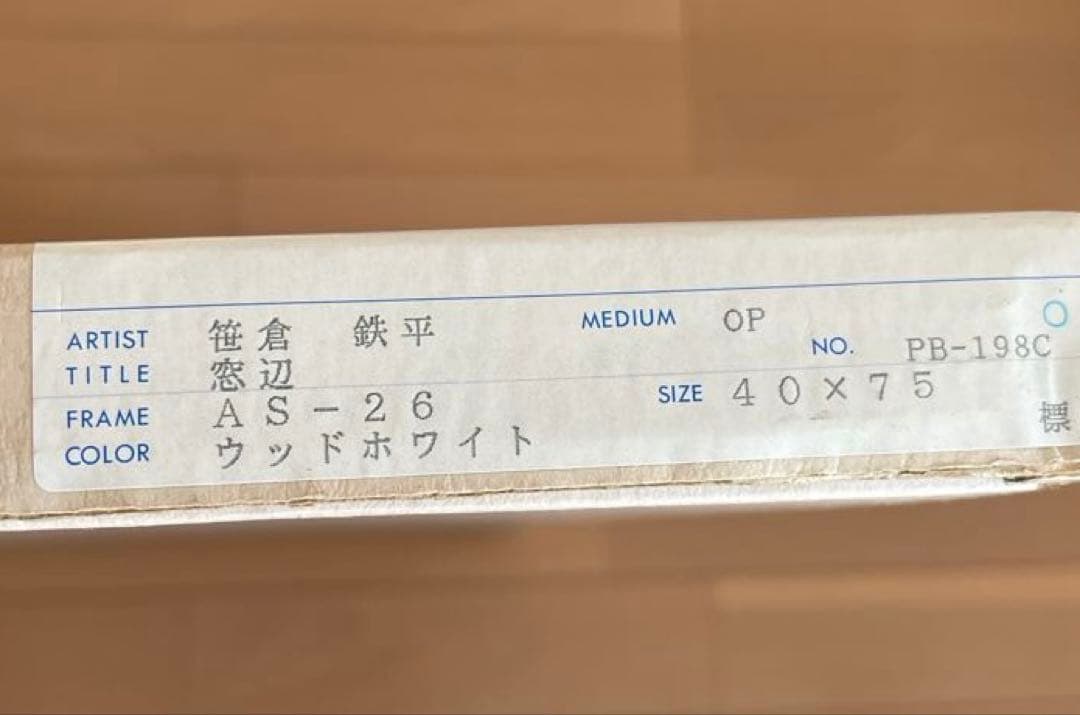 ARTIST 笹倉 鉄平 MEDIUM OP
NO. PB-198C
TITLE 窓辺
FRAME AS-26 SIZE 40×75
COLOR ウッドホワイト 標